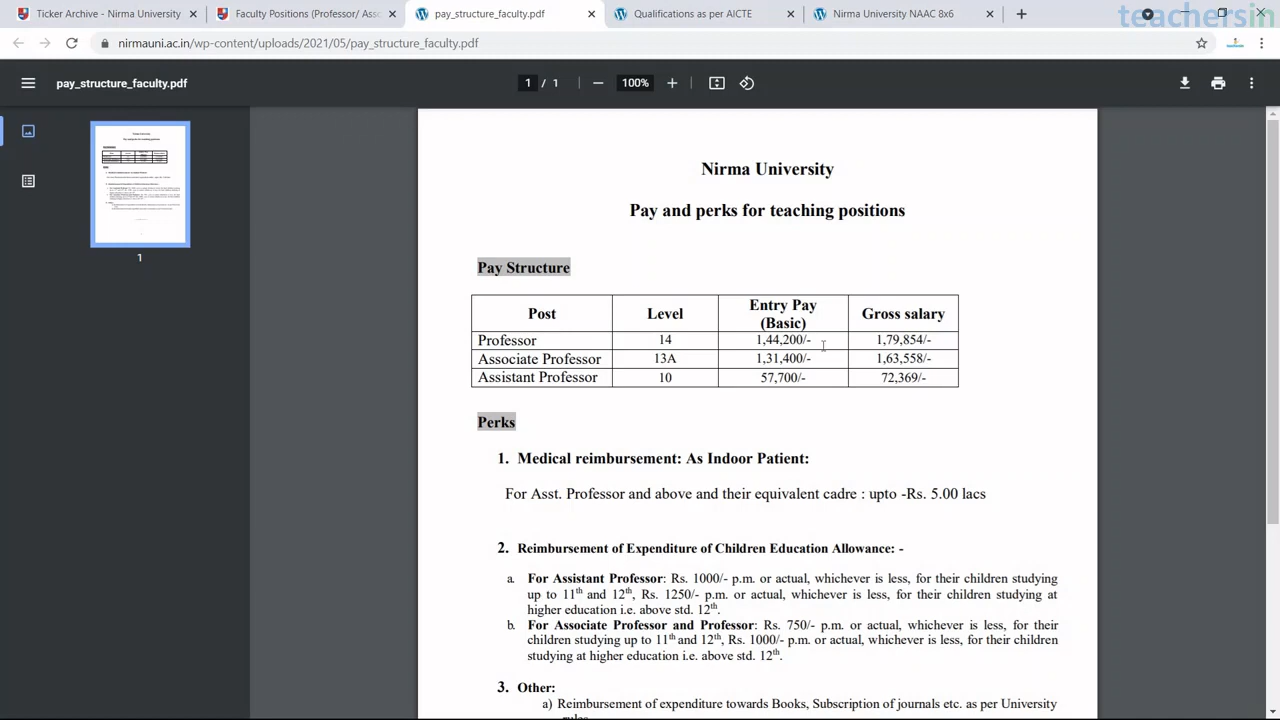 Ticker Archive - Nirma University
Faculty Positions (Professor/ Asso
pay_structure_faculty.pdf
Qualifications as per AICTE
Nirma University NAAC 8x6
teachersin
nirmauni.ac.in/wp-content/uploads/2021/05/pay_structure_faculty.pdf
pay_structure_faculty.pdf
1 / 1
100%
1
Nirma University
Pay and perks for teaching positions
Pay Structure
Post Level Entry Pay (Basic) Gross salary
Professor 14 1,44,200/- 1,79,854/-
Associate Professor 13A 1,31,400/- 1,63,558/-
Assistant Professor 10 57,700/- 72,369/-
Perks
1. Medical reimbursement: As Indoor Patient:
For Asst. Professor and above and their equivalent cadre : upto -Rs. 5.00 lacs
2. Reimbursement of Expenditure of Children Education Allowance: -
a. For Assistant Professor: Rs. 1000/- p.m. or actual, whichever is less, for their children studying
up to 11th and 12th, Rs. 1250/- p.m. or actual, whichever is less, for their children studying at
higher education i.e. above std. 12th.
b. For Associate Professor and Professor: Rs. 750/- p.m. or actual, whichever is less, for their
children studying up to 11th and 12th, Rs. 1000/- p.m. or actual, whichever is less, for their children
studying at higher education i.e. above std. 12th.
3. Other:
a) Reimbursement of expenditure towards Books, Subscription of journals etc. as per University
rules